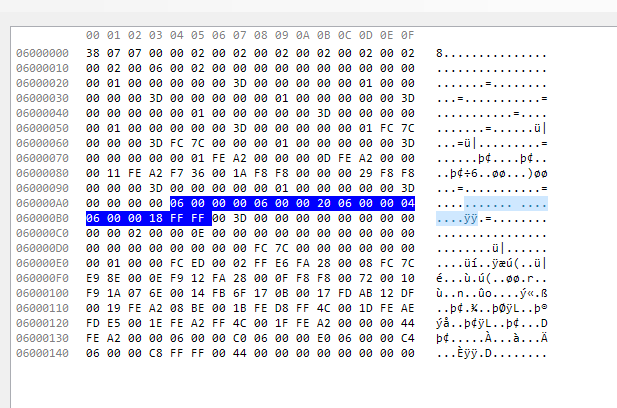 00 01 02 03 04 05 06 07 08 09 0A 0B 0C 0D 0E 0F
06000000 38 07 07 00 00 02 00 02 00 02 00 02 00 02 00 02 8...............
06000010 00 02 00 06 00 02 00 00 00 00 00 00 00 00 00 00 ................
06000020 00 01 00 00 00 00 00 3D 00 00 00 00 00 01 00 00 .......=........
06000030 00 00 00 3D 00 00 00 00 00 01 00 00 00 00 00 3D ...=...........=
06000040 00 00 00 00 00 01 00 00 00 00 00 3D 00 00 00 00 ...........=....
06000050 00 01 00 00 00 00 00 3D 00 00 00 00 00 01 FC 7C .......=......ü|
06000060 00 00 00 3D FC 7C 00 00 00 01 00 00 00 00 00 3D ...=ü|.........=
06000070 00 00 00 00 00 01 FE A2 00 00 00 0D FE A2 00 00 ......þ¢....þ¢..
06000080 00 11 FE A2 F7 36 00 1A F8 F8 00 00 00 29 F8 F8 ..þ¢÷6..øø...)øø
06000090 00 00 00 3D 00 00 00 00 00 01 00 00 00 00 00 3D ...=...........=
060000A0 00 00 00 00 06 00 00 00 06 00 00 20 06 00 00 04 ........... ....
060000B0 06 00 00 18 FF FF 00 3D 00 00 00 00 00 00 00 00 ....ÿÿ.=........
060000C0 00 00 02 00 00 0E 00 00 00 00 00 00 00 00 00 00 ................
060000D0 00 00 00 00 00 00 00 00 FC 7C 00 00 00 00 00 00 ........ü|......
060000E0 00 01 00 00 FC ED 00 02 FF E6 FA 28 00 08 FC 7C ....üí..ÿæú(..ü|
060000F0 E9 8E 00 0E F9 12 FA 28 00 0F F8 F8 00 72 00 10 é...ù.ú(..øø.r..
06000100 F9 1A 07 6E 00 14 FB 6F 17 0B 00 17 FD AB 12 DF ù..n..ûo....ý«.ß
06000110 00 19 FE A2 08 BE 00 1B FE D8 FF 4C 00 1D FE AE ..þ¢.¾..þØÿL..þ®
06000120 FD E5 00 1E FE A2 FF 4C 00 1F FE A2 00 00 00 44 ýå..þ¢ÿL..þ¢...D
06000130 FE A2 00 00 06 00 00 C0 06 00 00 E0 06 00 00 C4 þ¢.....À...à...Ä
06000140 06 00 00 C8 FF FF 00 44 00 00 00 00 00 00 00 00 ...Èÿÿ.D........